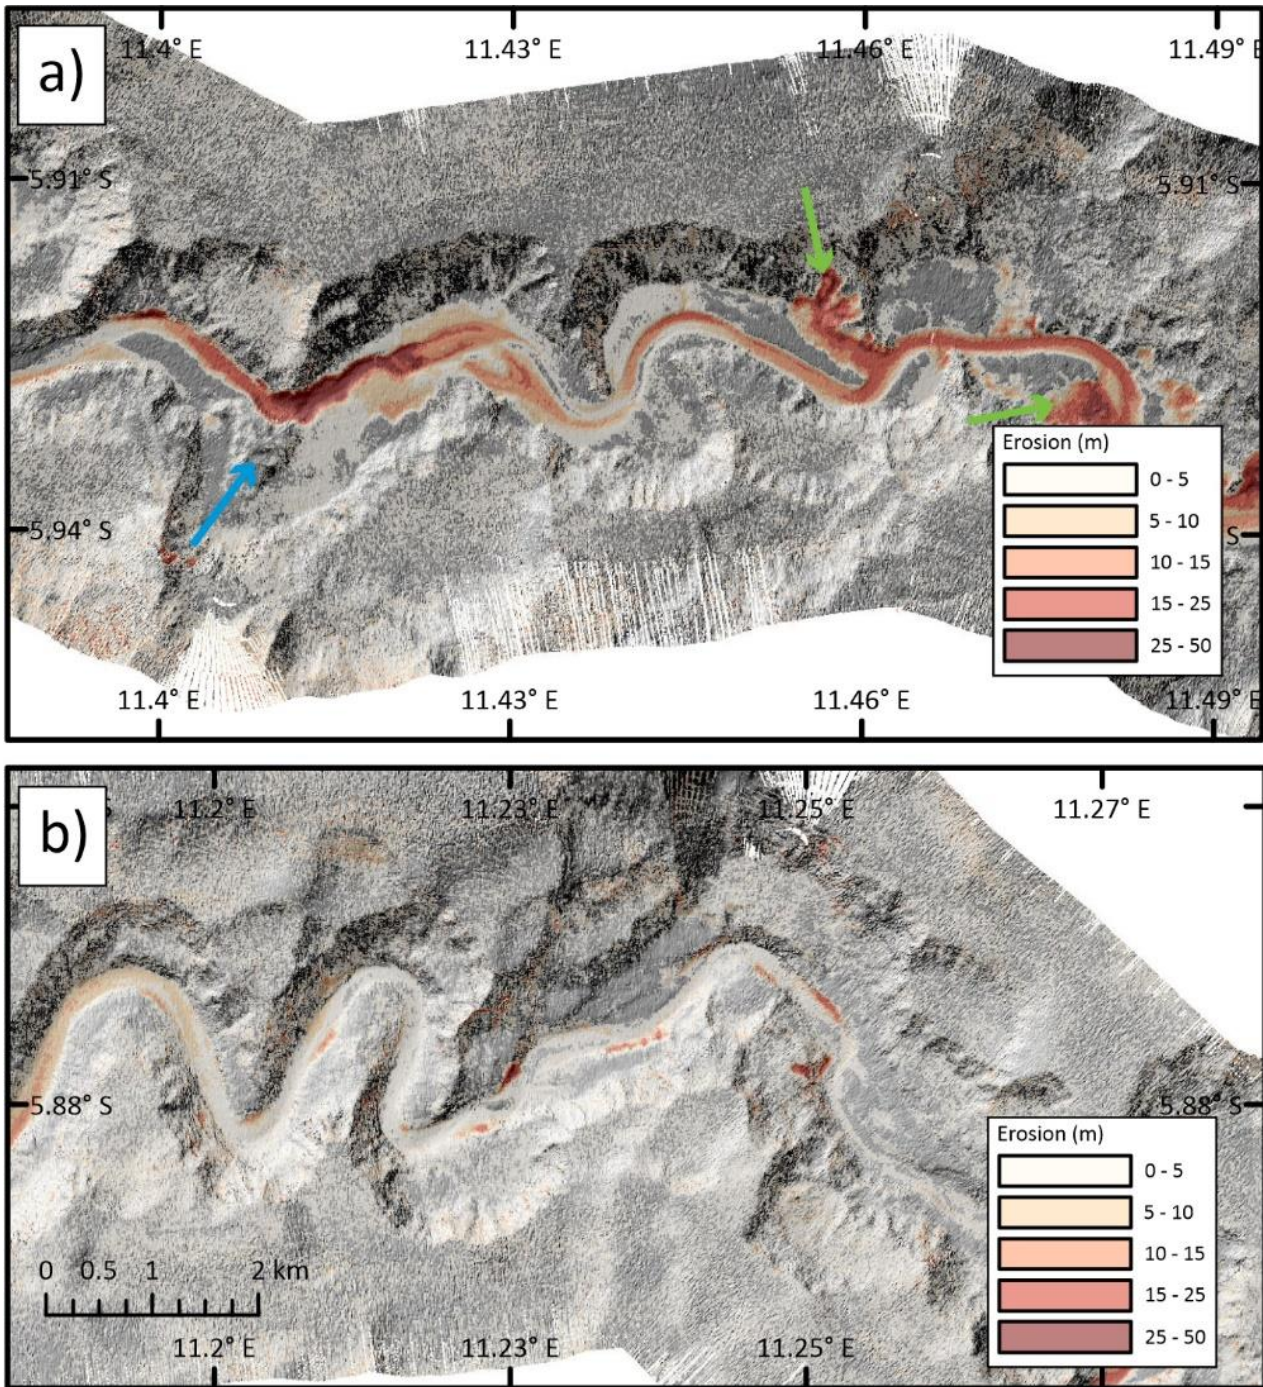 a)
11.4° E 11.43° E 11.46° E 11.49° E
5.91° S 5.91° S
5.94° S S
Erosion (m)
0 - 5
5 - 10
10 - 15
15 - 25
25 - 50
11.4° E 11.43° E 11.46° E 11.49° E
b)
11.2° E 11.23° E 11.25° E 11.27° E
5.88° S 5.88° S
Erosion (m)
0 - 5
5 - 10
10 - 15
15 - 25
25 - 50
0 0.5 1 2 km
11.2° E 11.23° E 11.25° E